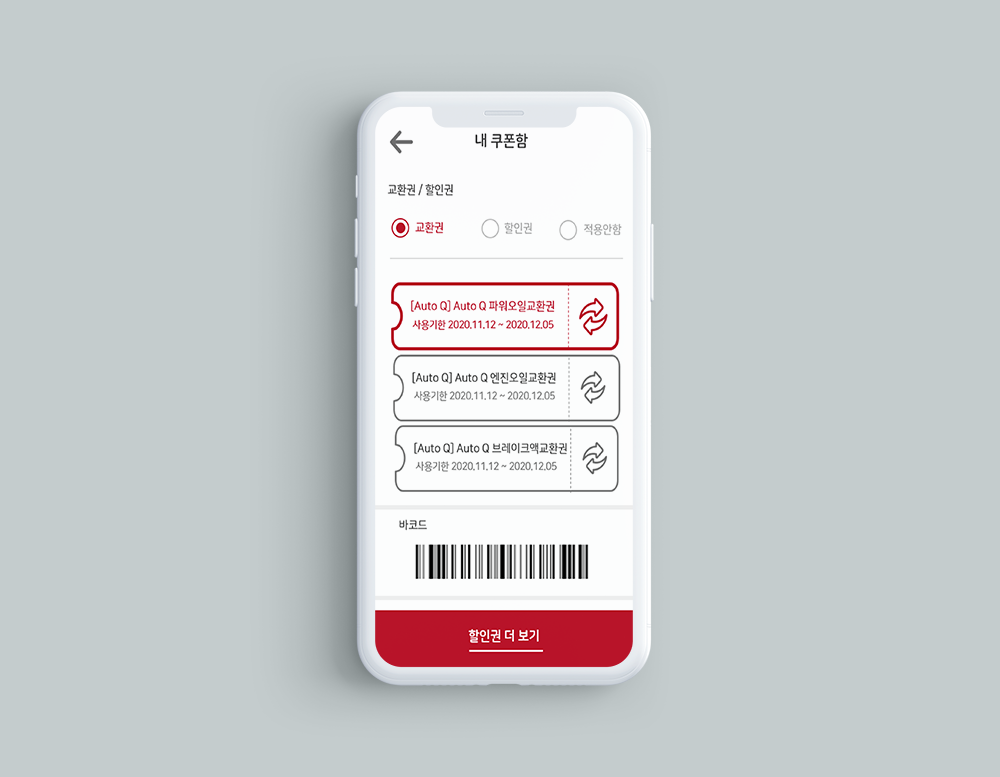 내 쿠폰함
교환권 / 할인권
교환권 할인권 적용안함
[Auto Q] Auto Q 파워오일교환권
사용기한 2020.11.12 ~ 2020.12.05
[Auto Q] Auto Q 엔진오일교환권
사용기한 2020.11.12 ~ 2020.12.05
[Auto Q] Auto Q 브레이크액교환권
사용기한 2020.11.12 ~ 2020.12.05
바코드
할인권 더 보기